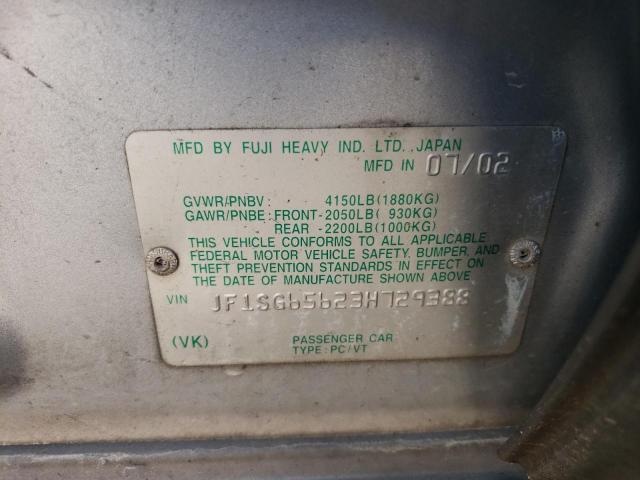 MFD BY FUJI HEAVY IND. LTD. JAPAN
MFD IN 07/02
GVWR/PNBV: 4150LB(1880KG)
GAWR/PNBE: FRONT-2050LB( 930KG)
REAR -2200LB(1000KG)
THIS VEHICLE CONFORMS TO ALL APPLICABLE
FEDERAL MOTOR VEHICLE SAFETY, BUMPER, AND
THEFT PREVENTION STANDARDS IN EFFECT ON
THE DATE OF MANUFACTURE SHOWN ABOVE
VIN JF1SG65623H729388
(VK) PASSENGER CAR
TYPE: PC/VT